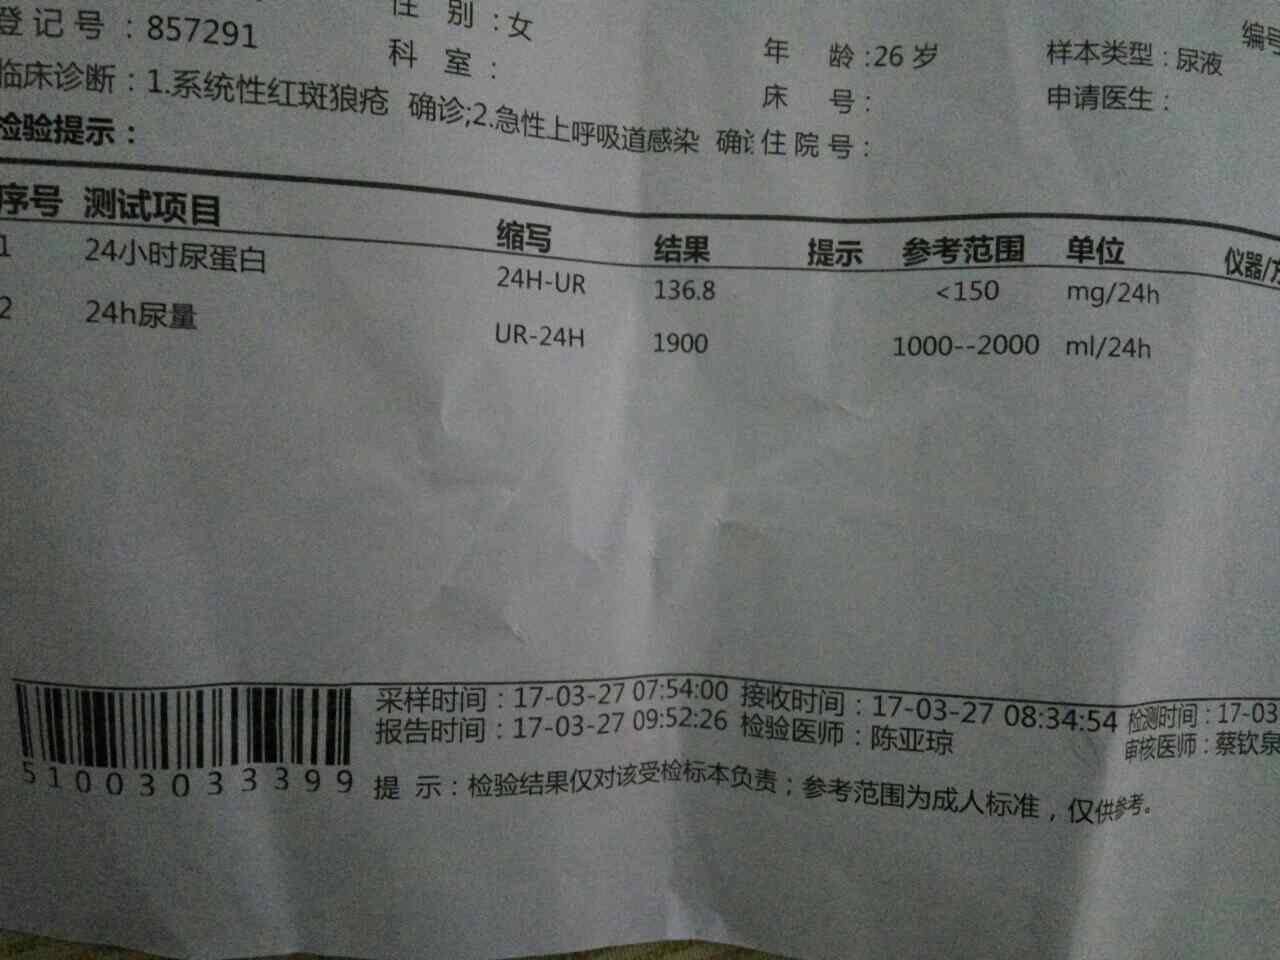 登记号：857291
性 别：女
年 龄：26 岁
样本类型：尿液
编号
科 室：
床 号：
申请医生：
临床诊断：1.系统性红斑狼疮 确诊;2.急性上呼吸道感染 确诊
住院号：
检验提示：
序号 测试项目 缩写 结果 提示 参考范围 单位 仪器/方
1 24小时尿蛋白 24H-UR 136.8 <150 mg/24h
2 24h尿量 UR-24H 1900 1000--2000 ml/24h
采样时间：17-03-27 07:54:00 接收时间：17-03-27 08:34:54 检测时间：17-03
报告时间：17-03-27 09:52:26 检验医师：陈亚琼 审核医师：蔡钦泉
51003033399
提 示：检验结果仅对该受检标本负责；参考范围为成人标准，仅供参考。